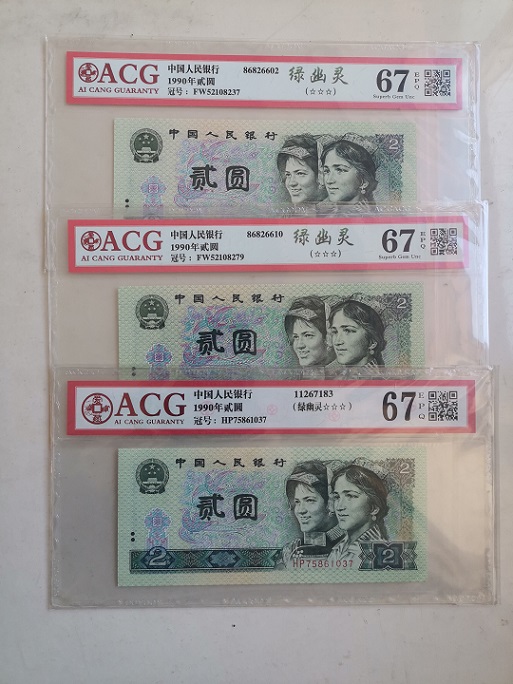 ACG
AI CANG GUARANTY
中国人民银行
1990年贰圆
冠号：FW52108237
86826602
绿幽灵
(☆☆☆)
67
EPQ
Superb Gem Unc
中国人民银行
贰圆
2
ACG
AI CANG GUARANTY
中国人民银行
1990年贰圆
冠号：FW52108279
86826610
绿幽灵
(☆☆☆)
67
EPQ
Superb Gem Unc
中国人民银行
贰圆
2
爱藏
ACG
AI CANG GUARANTY
中国人民银行
1990年贰圆
冠号：HP75861037
11267183
(绿幽灵☆☆☆)
67
EPQ
中国人民银行
2
贰圆
2
HP75861037
2